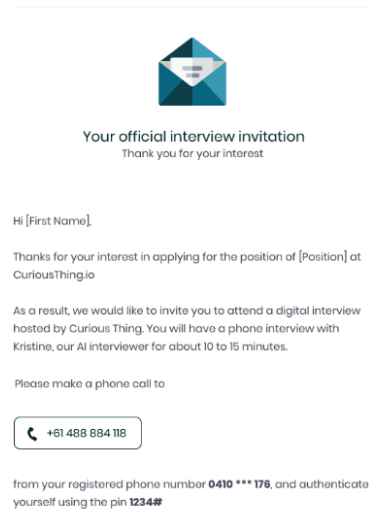 Your official interview invitation
Thank you for your interest
Hi [First Name],
Thanks for your interest in applying for the position of [Position] at
CuriousThing.io
As a result, we would like to invite you to attend a digital interview
hosted by Curious Thing. You will have a phone interview with
Kristine, our AI interviewer for about 10 to 15 minutes.
Please make a phone call to
+61 488 884 118
from your registered phone number 0410 *** 176, and authenticate
yourself using the pin 1234#